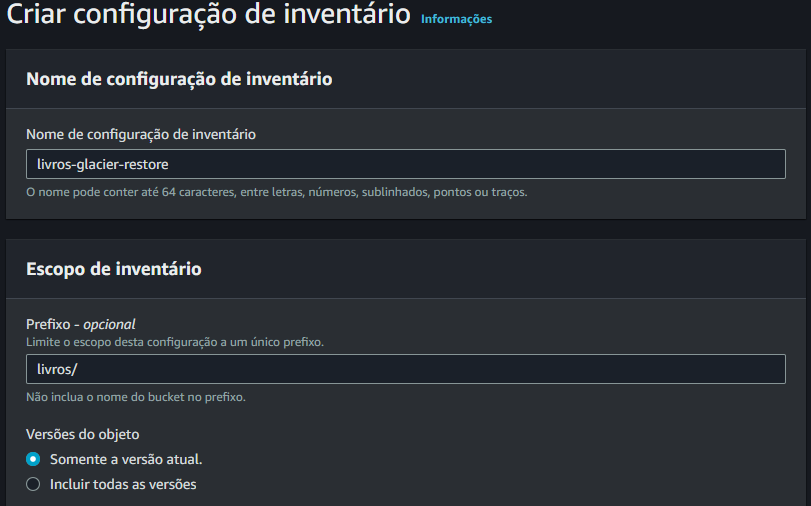 Criar configuração de inventário Informações
Nome de configuração de inventário
Nome de configuração de inventário
livros-glacier-restore
O nome pode conter até 64 caracteres, entre letras, números, sublinhados, pontos ou traços.
Escopo de inventário
Prefixo - opcional
Limite o escopo desta configuração a um único prefixo.
livros/
Não inclua o nome do bucket no prefixo.
Versões do objeto
Somente a versão atual.
Incluir todas as versões